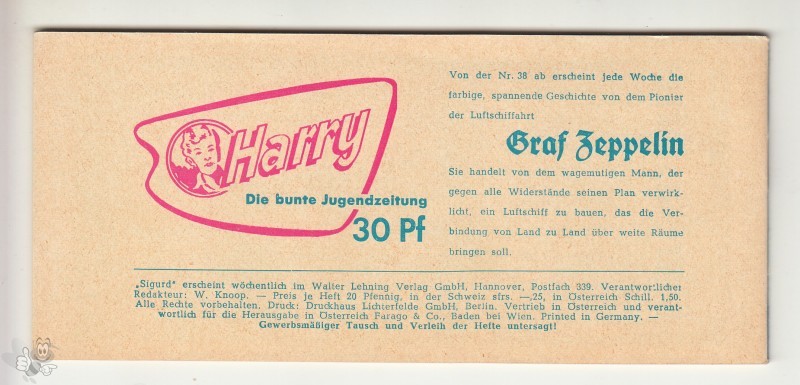 Harry
Die bunte Jugendzeitung
30 Pf
Von der Nr. 38 ab erscheint jede Woche die
farbige, spannende Geschichte von dem Pionier
der Luftschiffahrt
Graf Zeppelin
Sie handelt von dem wagemutigen Mann, der
gegen alle Widerstände seinen Plan verwirk-
licht, ein Luftschiff zu bauen, das die Ver-
bindung von Land zu Land über weite Räume
bringen soll.
„Sigurd" erscheint wöchentlich im Walter Lehning Verlag GmbH, Hannover, Postfach 339. Verantwortlicher
Redakteur: W. Knoop. — Preis je Heft 20 Pfennig, in der Schweiz sfrs. —,25, in Österreich Schill. 1,50.
Alle Rechte vorbehalten. Druck: Druckhaus Lichterfelde GmbH, Berlin. Vertrieb in Österreich und verant-
wortlich für die Herausgabe in Österreich Farago & Co., Baden bei Wien. Printed in Germany. —
Gewerbsmäßiger Tausch und Verleih der Hefte untersagt!